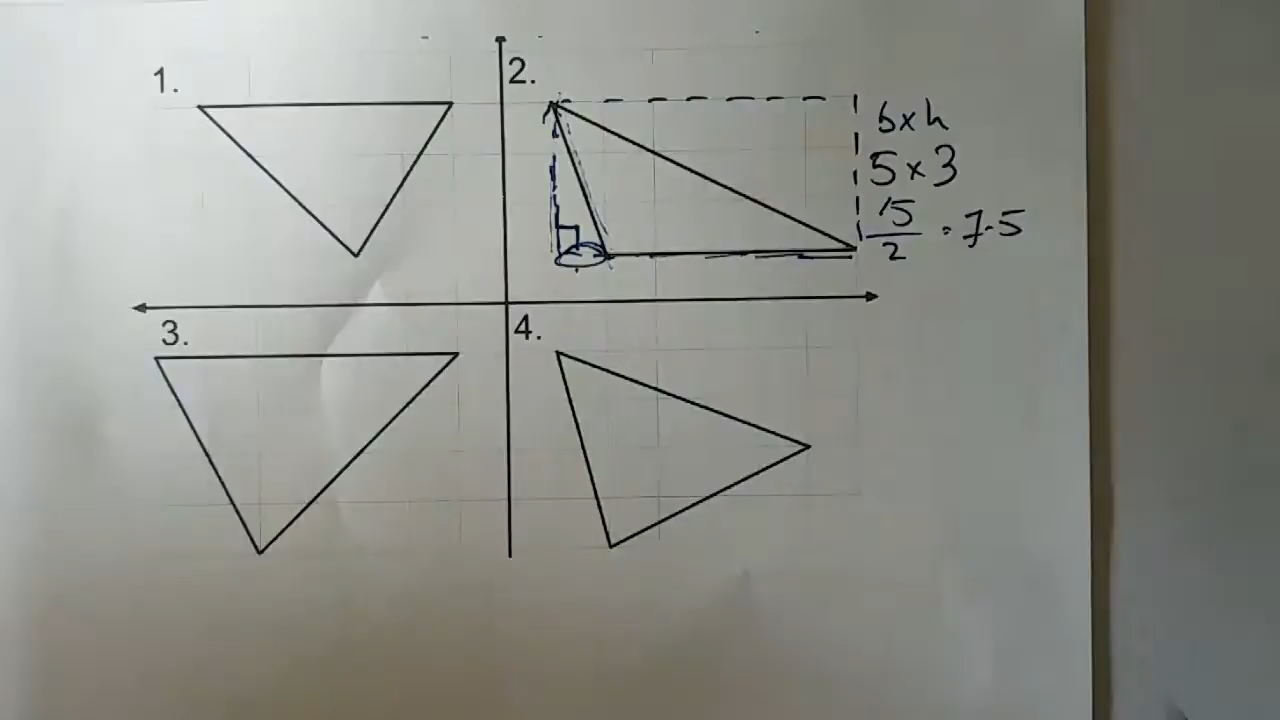 1.
2.
b×h
5×3
15/2 = 7.5
3.
4.